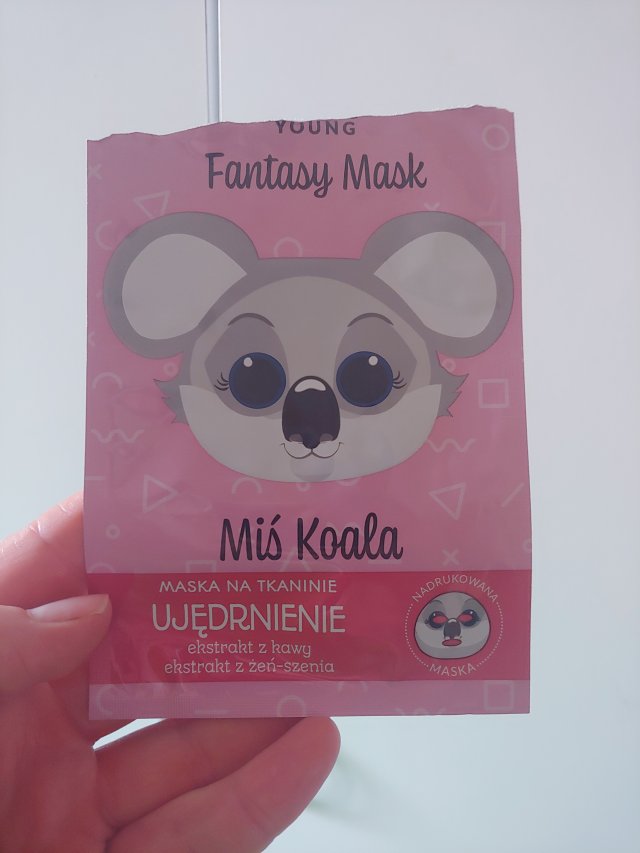 YOUNG
Fantasy Mask
Miś Koala
MASKA NA TKANINIE
UJĘDRNIENIE
ekstrakt z kawy
ekstrakt z żeń-szenia
NADRUKOWANA
MASKA